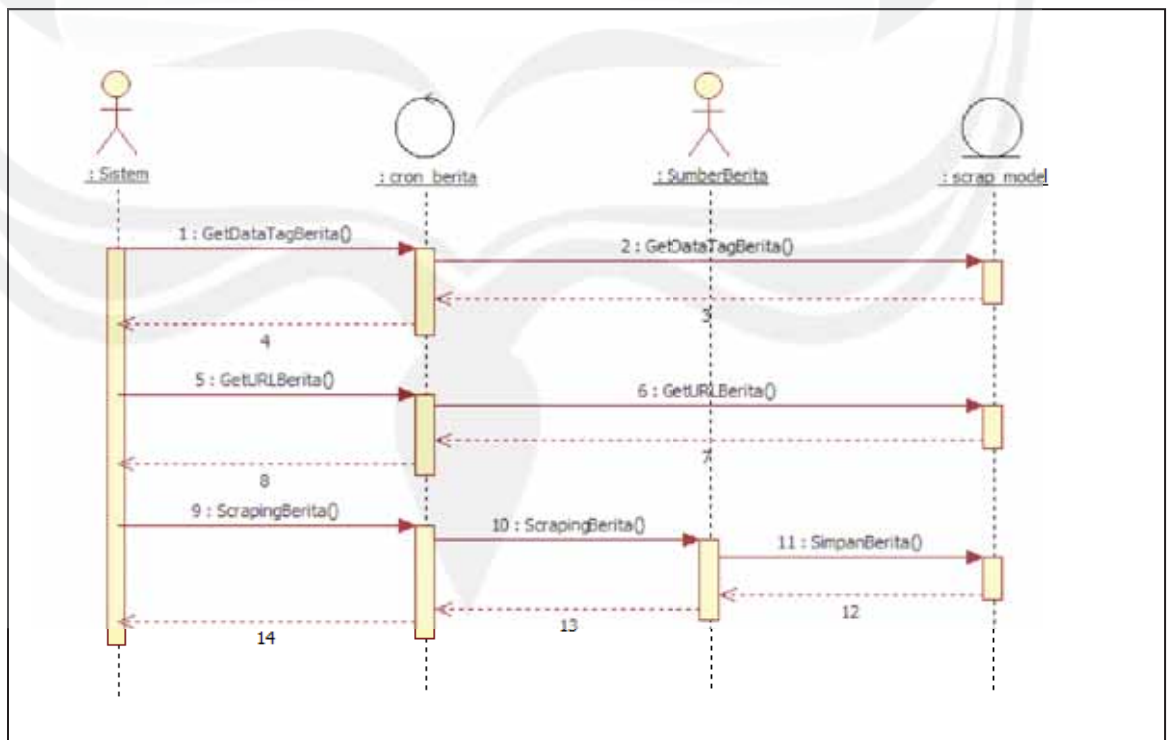 : Sistem
: cron_berita
: SumberBerita
: scrap_model
1 : GetDataTagBerita()
2 : GetDataTagBerita()
3
4
5 : GetURLBerita()
6 : GetURLBerita()
7
8
9 : ScrapingBerita()
10 : ScrapingBerita()
11 : SimpanBerita()
12
13
14